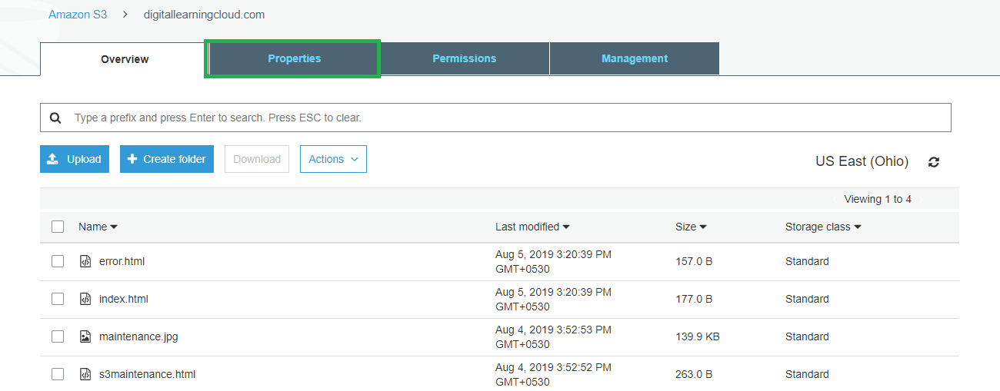 Amazon S3 > digitallearningcloud.com
Overview Properties Permissions Management
Type a prefix and press Enter to search. Press ESC to clear.
Upload Create folder Download Actions
US East (Ohio)
Viewing 1 to 4
Name Last modified Size Storage class
error.html Aug 5, 2019 3:20:39 PM 157.0 B Standard
GMT+0530
index.html Aug 5, 2019 3:20:39 PM 177.0 B Standard
GMT+0530
maintenance.jpg Aug 4, 2019 3:52:53 PM 139.9 KB Standard
GMT+0530
s3maintenance.html Aug 4, 2019 3:52:52 PM 263.0 B Standard
GMT+0530